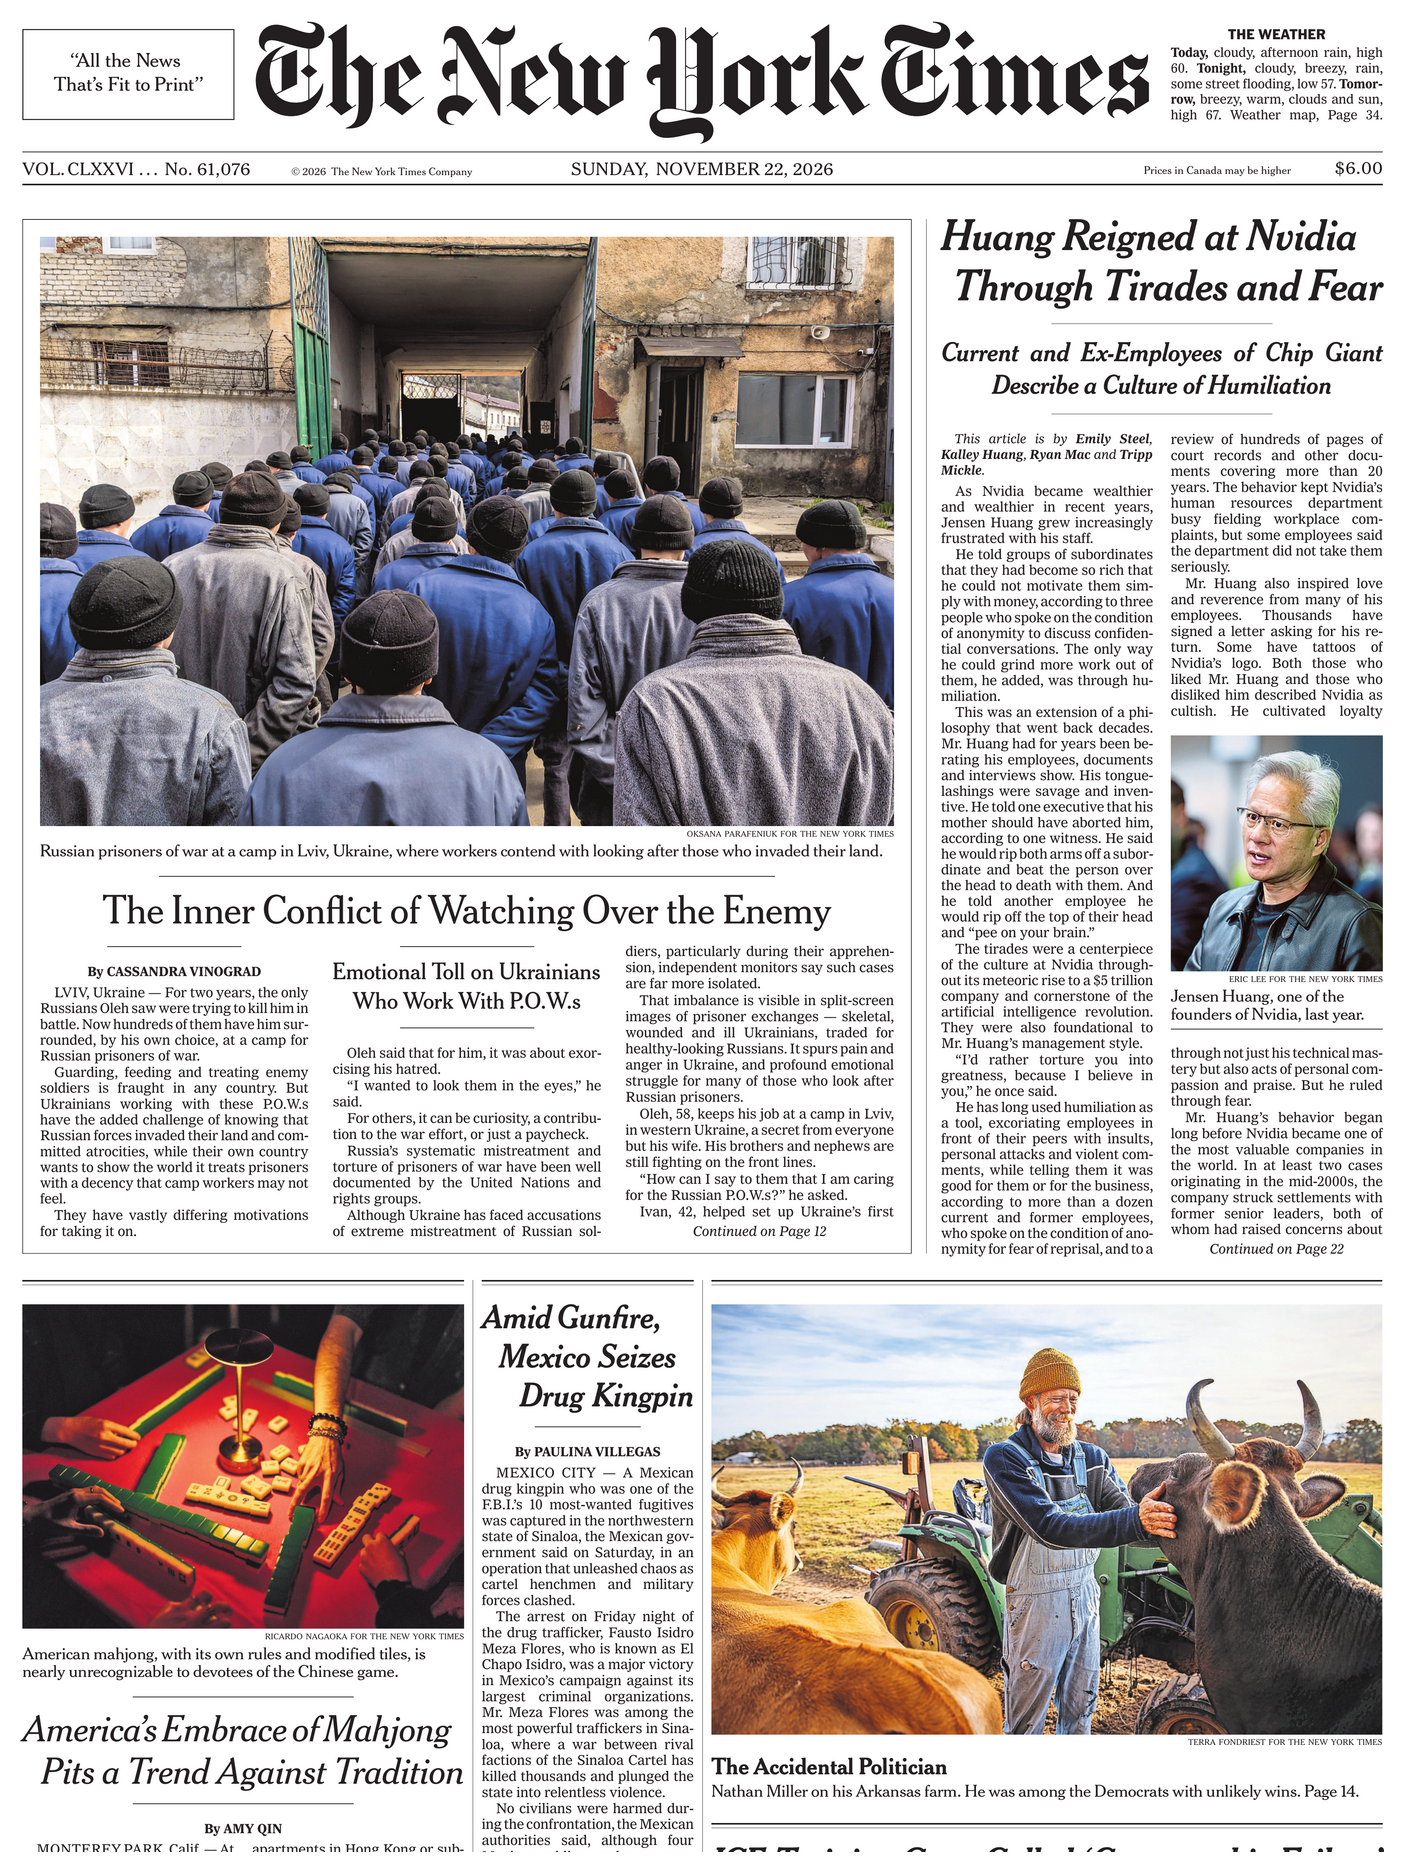 “All the News
That’s Fit to Print”
The New York Times
THE WEATHER
Today, cloudy, afternoon rain, high
60. Tonight, cloudy, breezy, rain,
some street flooding, low 57. Tomor-
row, breezy, warm, clouds and sun,
high 67. Weather map, Page 34.
VOL. CLXXVI . . . No. 61,076
© 2026 The New York Times Company
SUNDAY, NOVEMBER 22, 2026
Prices in Canada may be higher
$6.00
OKSANA PARAFENIUK FOR THE NEW YORK TIMES
Russian prisoners of war at a camp in Lviv, Ukraine, where workers contend with looking after those who invaded their land.
The Inner Conflict of Watching Over the Enemy
By CASSANDRA VINOGRAD
LVIV, Ukraine — For two years, the only
Russians Oleh saw were trying to kill him in
battle. Now hundreds of them have him sur-
rounded, by his own choice, at a camp for
Russian prisoners of war.
Guarding, feeding and treating enemy
soldiers is fraught in any country. But
Ukrainians working with these P.O.W.s
have the added challenge of knowing that
Russian forces invaded their land and com-
mitted atrocities, while their own country
wants to show the world it treats prisoners
with a decency that camp workers may not
feel.
They have vastly differing motivations
for taking it on.
Emotional Toll on Ukrainians
Who Work With P.O.W.s
Oleh said that for him, it was about exor-
cising his hatred.
“I wanted to look them in the eyes,” he
said.
For others, it can be curiosity, a contribu-
tion to the war effort, or just a paycheck.
Russia’s systematic mistreatment and
torture of prisoners of war have been well
documented by the United Nations and
rights groups.
Although Ukraine has faced accusations
of extreme mistreatment of Russian sol-
diers, particularly during their apprehen-
sion, independent monitors say such cases
are far more isolated.
That imbalance is visible in split-screen
images of prisoner exchanges — skeletal,
wounded and ill Ukrainians, traded for
healthy-looking Russians. It spurs pain and
anger in Ukraine, and profound emotional
struggle for many of those who look after
Russian prisoners.
Oleh, 58, keeps his job at a camp in Lviv,
in western Ukraine, a secret from everyone
but his wife. His brothers and nephews are
still fighting on the front lines.
“How can I say to them that I am caring
for the Russian P.O.W.s?” he asked.
Ivan, 42, helped set up Ukraine’s first
Continued on Page 12
Huang Reigned at Nvidia
Through Tirades and Fear
Current and Ex-Employees of Chip Giant
Describe a Culture of Humiliation
This article is by Emily Steel,
Kalley Huang, Ryan Mac and Tripp
Mickle.
As Nvidia became wealthier
and wealthier in recent years,
Jensen Huang grew increasingly
frustrated with his staff.
He told groups of subordinates
that they had become so rich that
he could not motivate them sim-
ply with money, according to three
people who spoke on the condition
of anonymity to discuss confiden-
tial conversations. The only way
he could grind more work out of
them, he added, was through hu-
miliation.
This was an extension of a phi-
losophy that went back decades.
Mr. Huang had for years been be-
rating his employees, documents
and interviews show. His tongue-
lashings were savage and inven-
tive. He told one executive that his
mother should have aborted him,
according to one witness. He said
he would rip both arms off a subor-
dinate and beat the person over
the head to death with them. And
he told another employee he
would rip off the top of their head
and “pee on your brain.”
The tirades were a centerpiece
of the culture at Nvidia through-
out its meteoric rise to a $5 trillion
company and cornerstone of the
artificial intelligence revolution.
They were also foundational to
Mr. Huang’s management style.
“I’d rather torture you into
greatness, because I believe in
you,” he once said.
He has long used humiliation as
a tool, excoriating employees in
front of their peers with insults,
personal attacks and violent com-
ments, while telling them it was
good for them or for the business,
according to more than a dozen
current and former employees,
who spoke on the condition of ano-
nymity for fear of reprisal, and to a
review of hundreds of pages of
court records and other docu-
ments covering more than 20
years. The behavior kept Nvidia’s
human resources department
busy fielding workplace com-
plaints, but some employees said
the department did not take them
seriously.
Mr. Huang also inspired love
and reverence from many of his
employees. Thousands have
signed a letter asking for his re-
turn. Some have tattoos of
Nvidia’s logo. Both those who
liked Mr. Huang and those who
disliked him described Nvidia as
cultish. He cultivated loyalty
ERIC LEE FOR THE NEW YORK TIMES
Jensen Huang, one of the
founders of Nvidia, last year.
through not just his technical mas-
tery but also acts of personal com-
passion and praise. But he ruled
through fear.
Mr. Huang’s behavior began
long before Nvidia became one of
the most valuable companies in
the world. In at least two cases
originating in the mid-2000s, the
company struck settlements with
former senior leaders, both of
whom had raised concerns about
Continued on Page 22
RICARDO NAGAOKA FOR THE NEW YORK TIMES
American mahjong, with its own rules and modified tiles, is
nearly unrecognizable to devotees of the Chinese game.
America’s Embrace of Mahjong
Pits a Trend Against Tradition
By AMY QIN
MONTEREY PARK, Calif. — At
apartments in Hong Kong or sub-
Amid Gunfire,
Mexico Seizes
Drug Kingpin
By PAULINA VILLEGAS
MEXICO CITY — A Mexican
drug kingpin who was one of the
F.B.I.’s 10 most-wanted fugitives
was captured in the northwestern
state of Sinaloa, the Mexican gov-
ernment said on Saturday, in an
operation that unleashed chaos as
cartel henchmen and military
forces clashed.
The arrest on Friday night of
the drug trafficker, Fausto Isidro
Meza Flores, who is known as El
Chapo Isidro, was a major victory
in Mexico’s campaign against its
largest criminal organizations.
Mr. Meza Flores was among the
most powerful traffickers in Sina-
loa, where a war between rival
factions of the Sinaloa Cartel has
killed thousands and plunged the
state into relentless violence.
No civilians were harmed dur-
ing the confrontation, the Mexican
authorities said, although four
TERRA FONDRIEST FOR THE NEW YORK TIMES
The Accidental Politician
Nathan Miller on his Arkansas farm. He was among the Democrats with unlikely wins. Page 14.